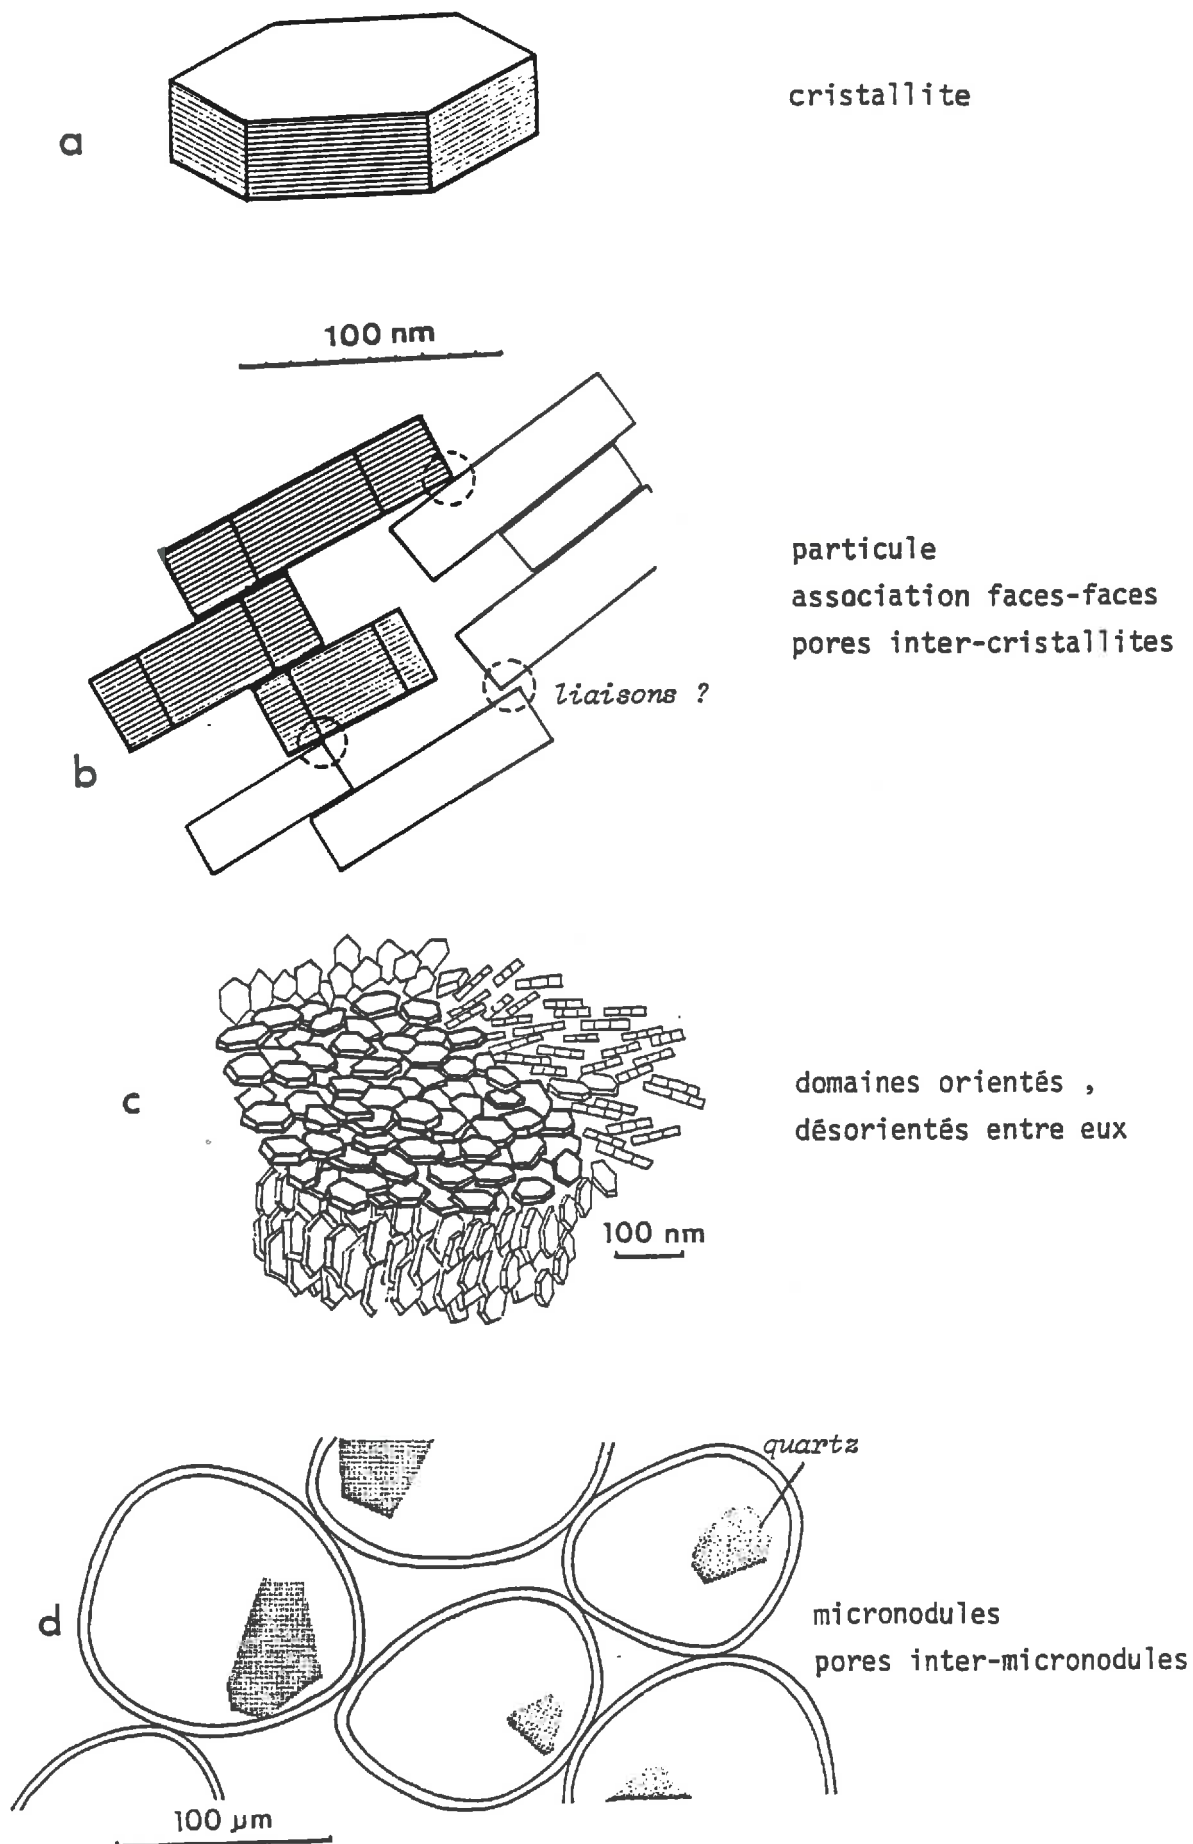 cristallite
a
100 nm
particule
association faces-faces
pores inter-cristallites
liaisons ?
b
c
domaines orientés ,
désorientés entre eux
100 nm
quartz
d
micronodules
pores inter-micronodules
100 µm